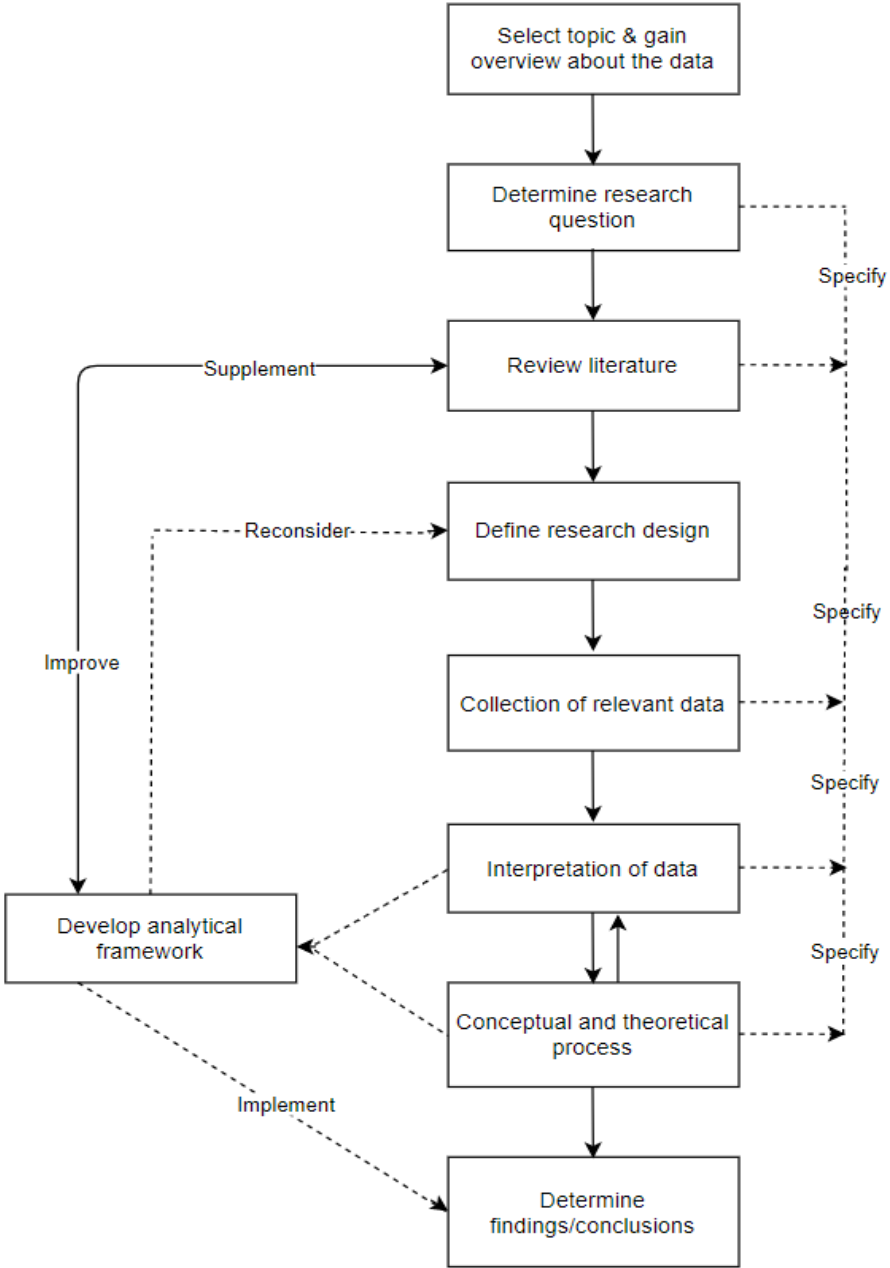 Select topic & gain
overview about the data
Determine research
question
Specify
Review literature
Supplement
Define research design
Reconsider
Specify
Improve
Collection of relevant data
Specify
Interpretation of data
Develop analytical
framework
Specify
Conceptual and theoretical
process
Implement
Determine
findings/conclusions